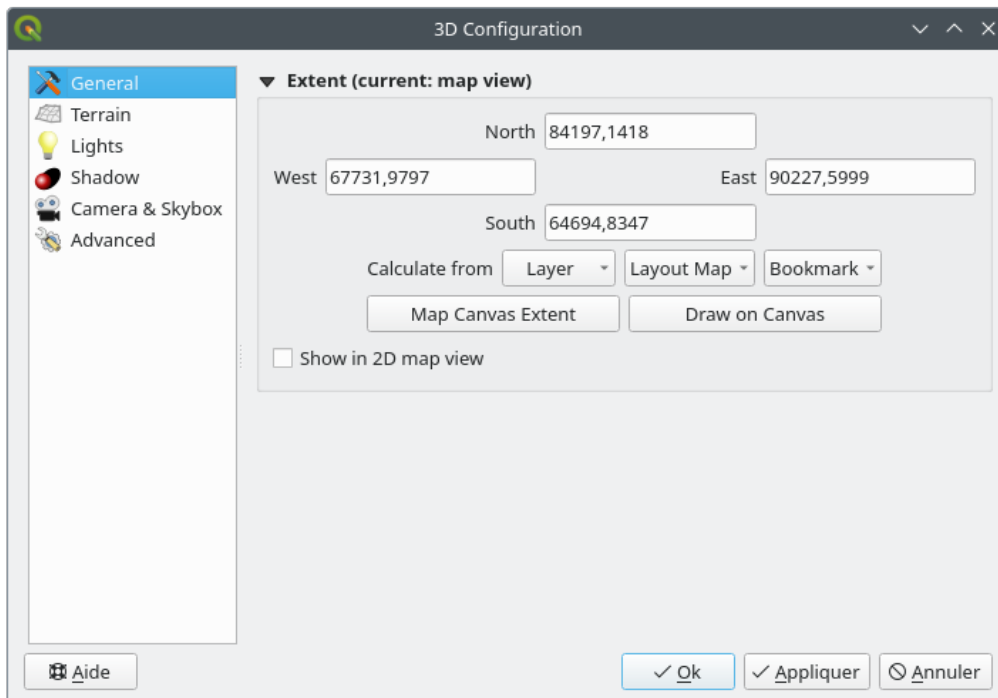 3D Configuration
General
Terrain
Lights
Shadow
Camera & Skybox
Advanced
Extent (current: map view)
North 84197,1418
West 67731,9797 East 90227,5999
South 64694,8347
Calculate from Layer Layout Map Bookmark
Map Canvas Extent Draw on Canvas
Show in 2D map view
Aide Ok Appliquer Annuler